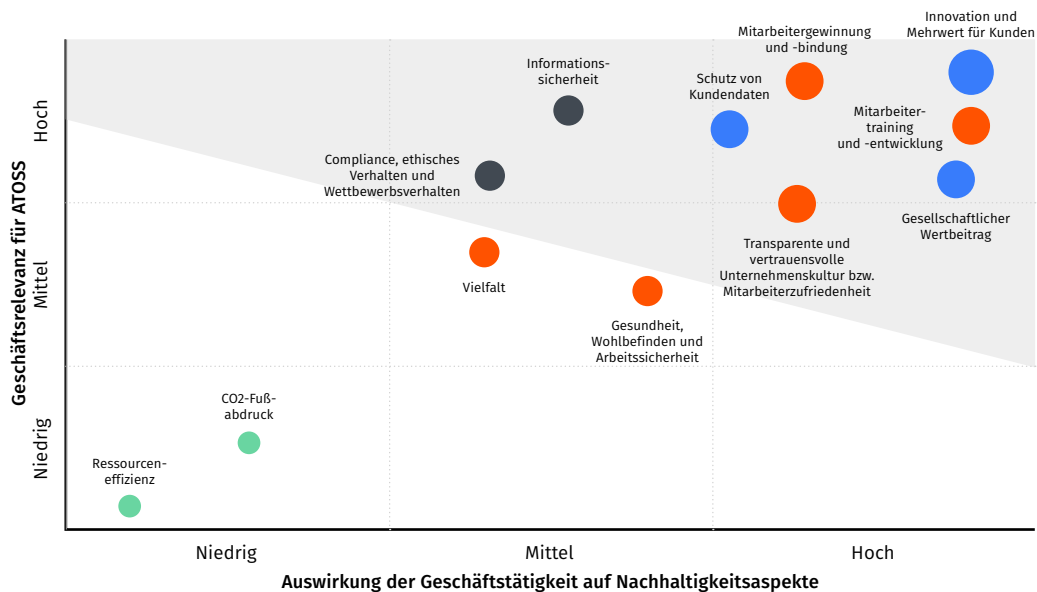 Innovation und
Mehrwert für Kunden
Mitarbeitergewinnung
und -bindung
Informations-
sicherheit
Schutz von
Kundendaten
Mitarbeiter-
training
und -entwicklung
Compliance, ethisches
Verhalten und
Wettbewerbsverhalten
Gesellschaftlicher
Wertbeitrag
Transparente und
vertrauensvolle
Unternehmenskultur bzw.
Mitarbeiterzufriedenheit
Vielfalt
Gesundheit,
Wohlbefinden und
Arbeitssicherheit
CO2-Fuß-
abdruck
Ressourcen-
effizienz
Geschäftsrelevanz für ATOSS
Hoch
Mittel
Niedrig
Niedrig
Mittel
Hoch
Auswirkung der Geschäftstätigkeit auf Nachhaltigkeitsaspekte